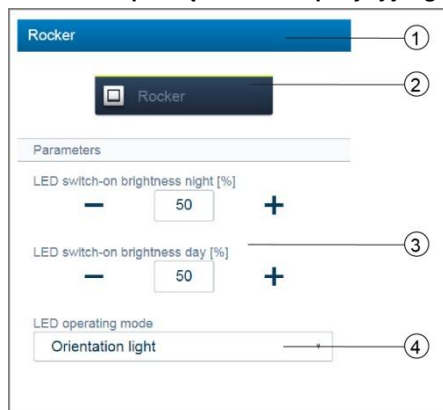 Rocker
1
2
Rocker
Parameters
LED switch-on brightness night [%]
50
LED switch-on brightness day [%]
3
50
LED operating mode
Orientation light
4